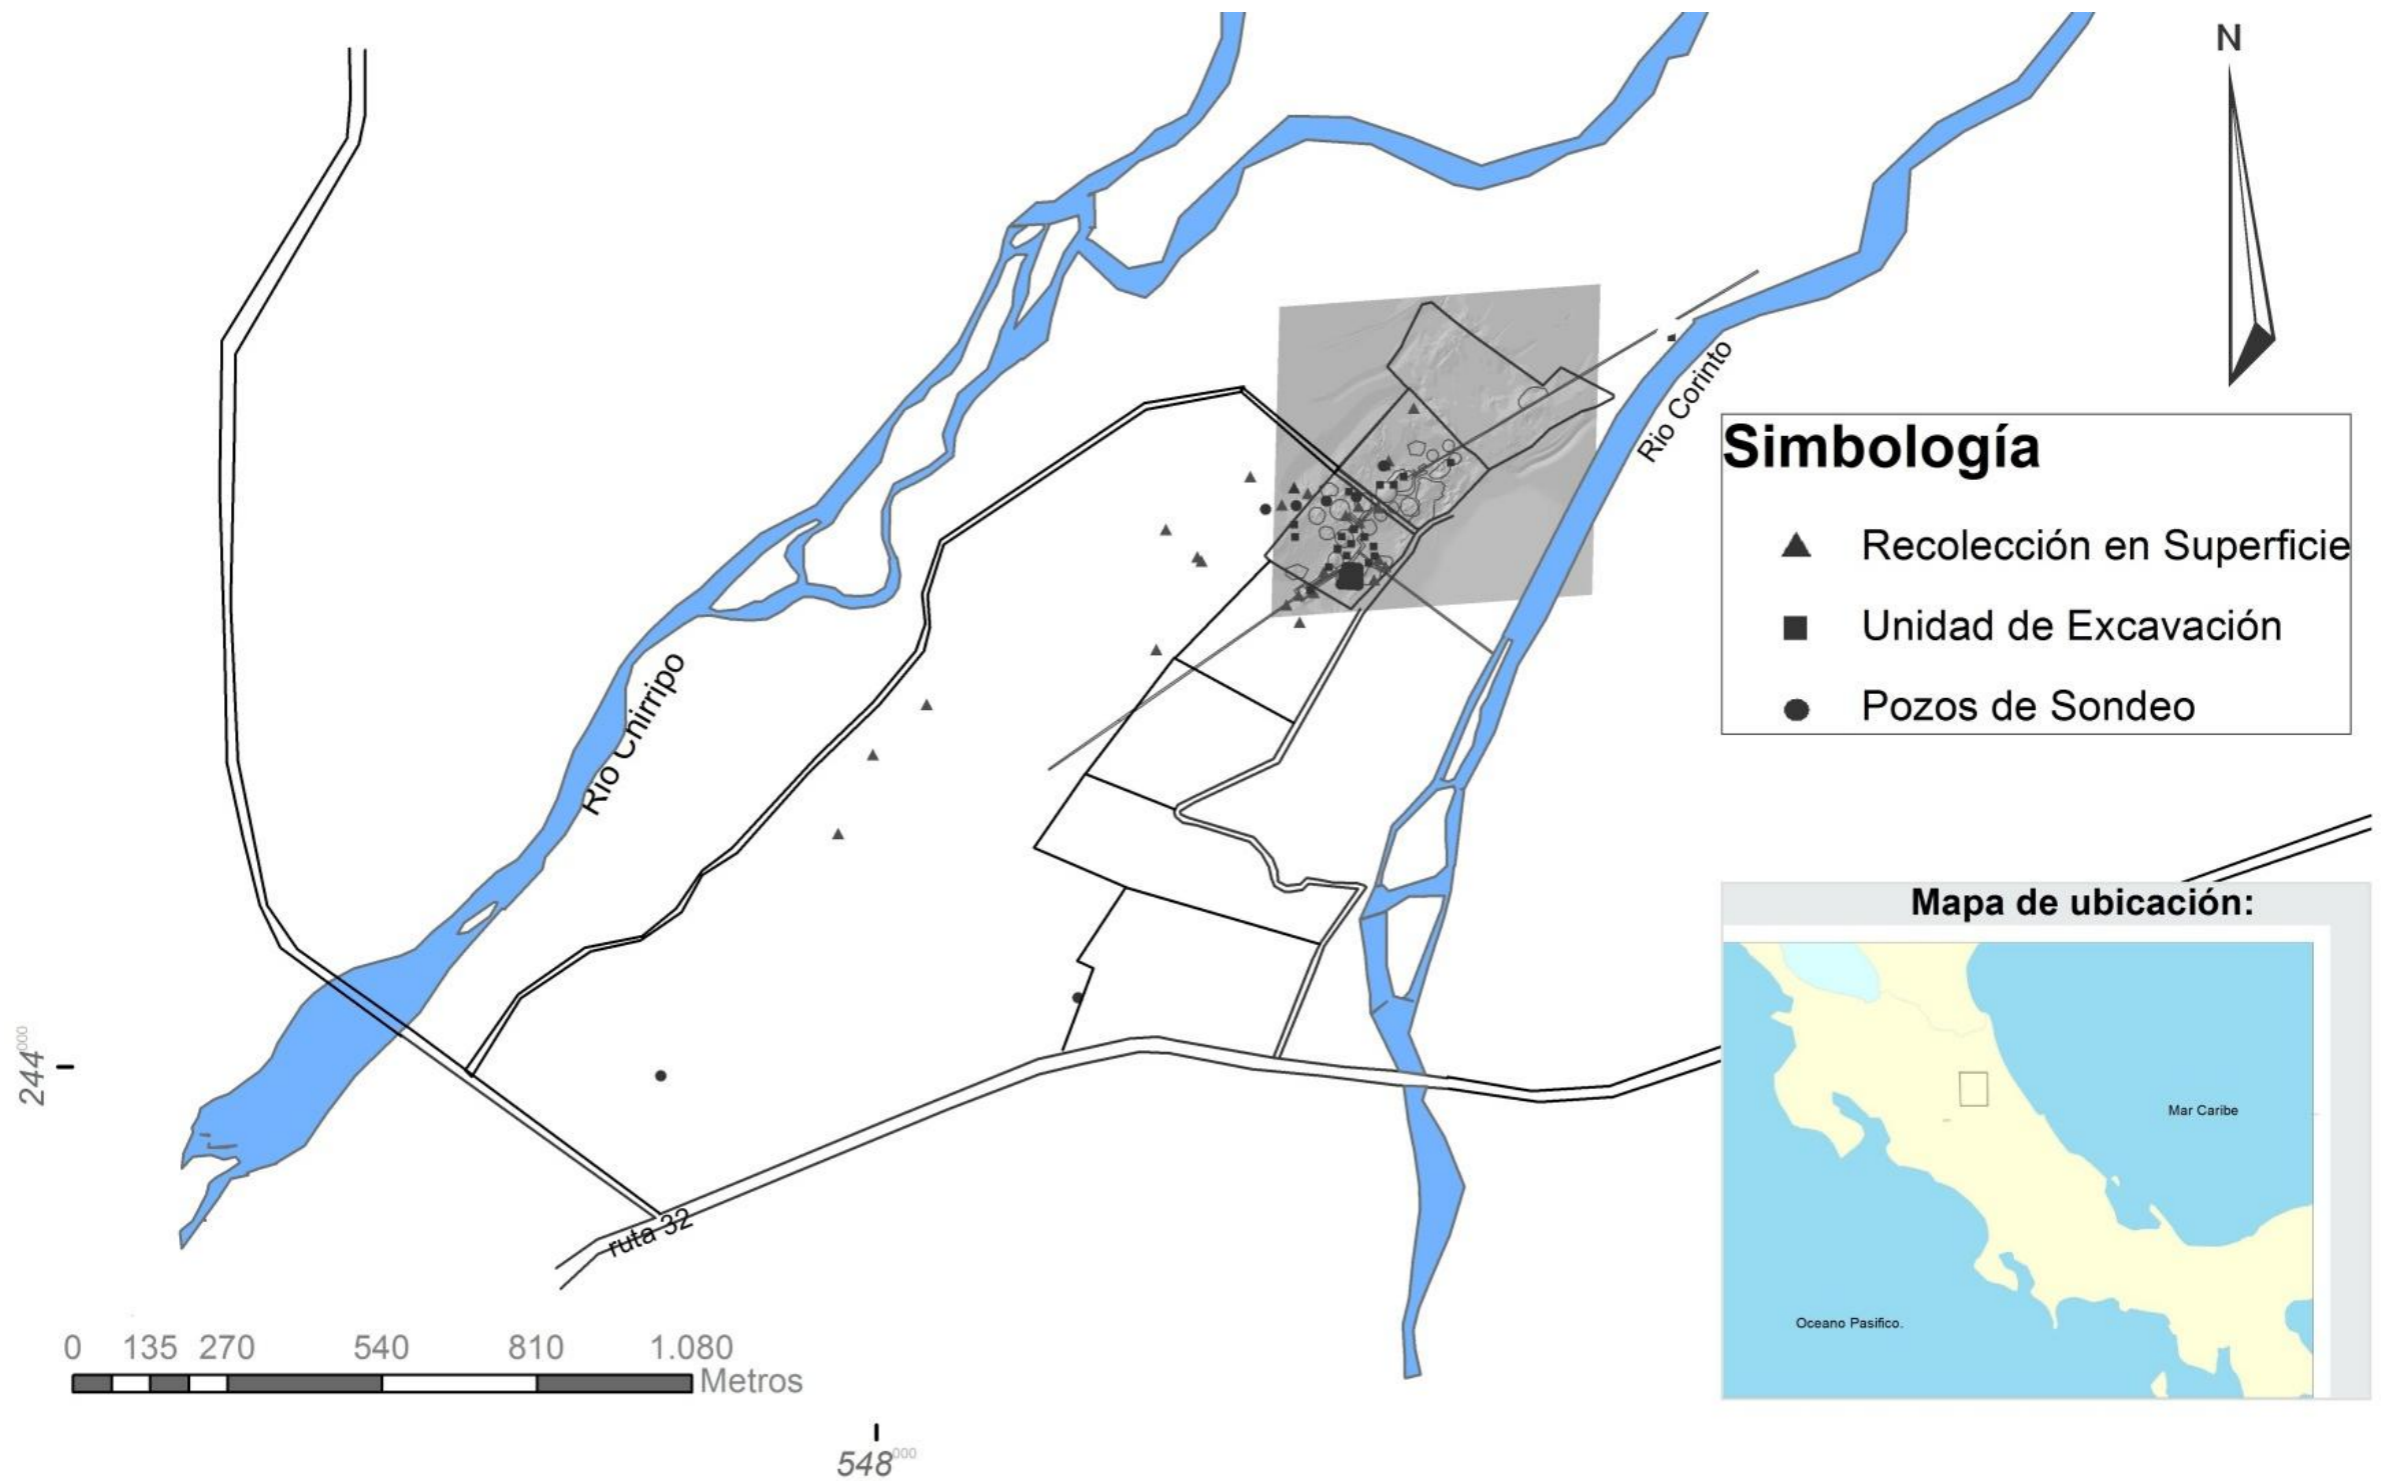 N
Rio Corinto
Simbología
Recolección en Superficie
Unidad de Excavación
Pozos de Sondeo
Rio Chirripo
Mapa de ubicación:
Mar Caribe
Oceano Pasifico.
244000
ruta 32
0 135 270 540 810 1.080
Metros
548000